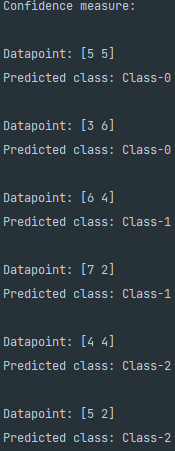 Confidence measure:
Datapoint: [5 5]
Predicted class: Class-0
Datapoint: [3 6]
Predicted class: Class-0
Datapoint: [6 4]
Predicted class: Class-1
Datapoint: [7 2]
Predicted class: Class-1
Datapoint: [4 4]
Predicted class: Class-2
Datapoint: [5 2]
Predicted class: Class-2